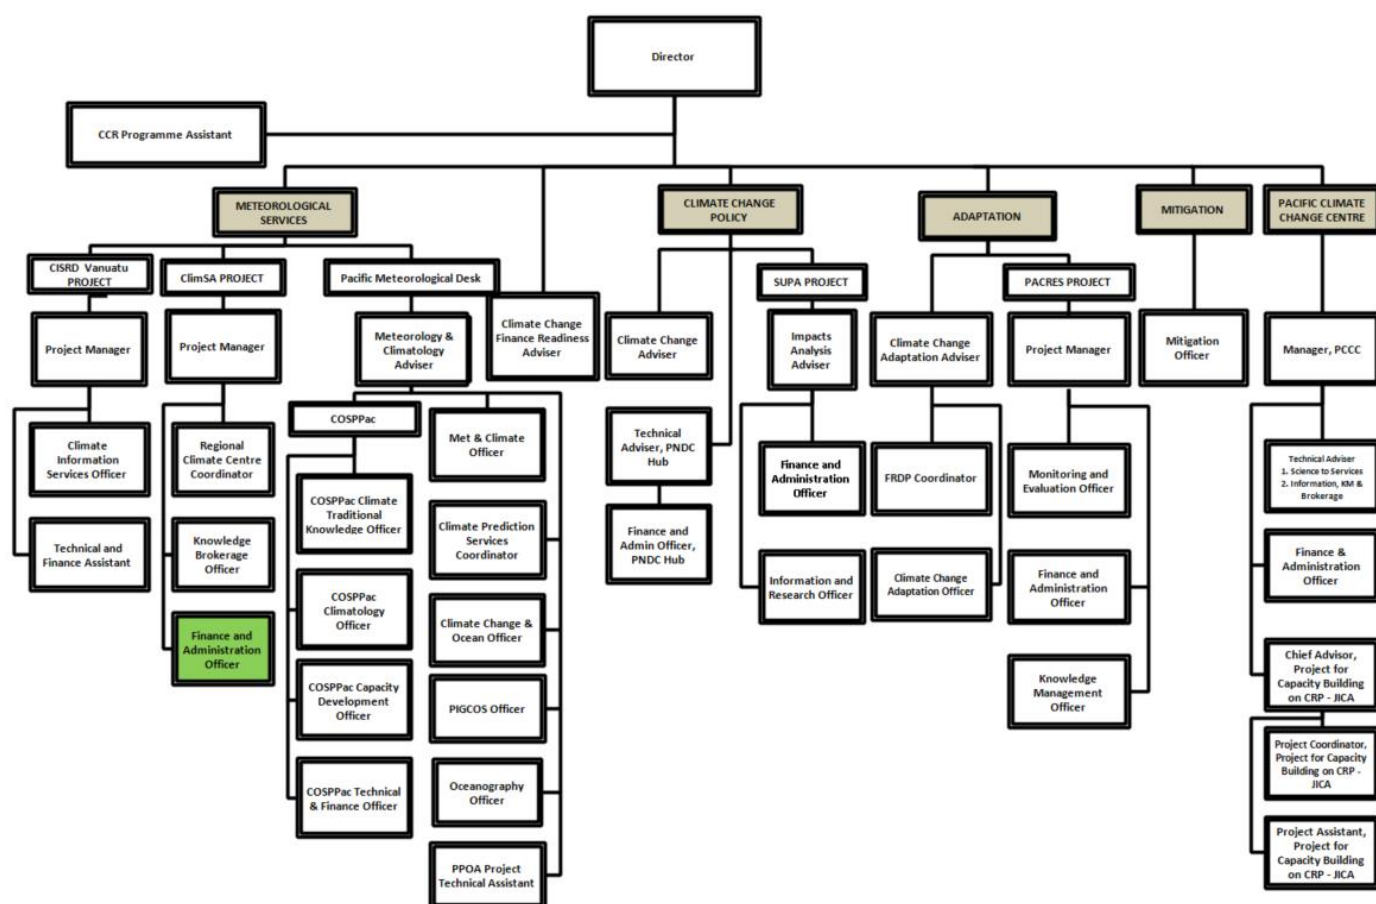 Director
CCR Programme Assistant
METEOROLOGICAL
SERVICES
CLIMATE CHANGE
POLICY
ADAPTATION
MITIGATION
PACIFIC CLIMATE
CHANGE CENTRE
CISRD Vanuatu
PROJECT
ClimSA PROJECT
Pacific Meteorological Desk
SUPA PROJECT
PACRES PROJECT
Project Manager
Project Manager
Meteorology &
Climatology
Adviser
Climate Change
Finance Readiness
Adviser
Climate Change
Adviser
Impacts
Analysis
Adviser
Climate Change
Adaptation Adviser
Project Manager
Mitigation
Officer
Manager, PCCC
Climate
Information
Services Officer
Technical and
Finance Assistant
Regional
Climate Centre
Coordinator
Knowledge
Brokerage
Officer
Finance and
Administration
Officer
COSPPac
COSPPac Climate
Traditional
Knowledge Officer
COSPPac
Climatology
Officer
COSPPac Capacity
Development
Officer
COSPPac Technical
& Finance Officer
Met & Climate
Officer
Climate Prediction
Services
Coordinator
Climate Change &
Ocean Officer
PIGCOS Officer
Oceanography
Officer
PPOA Project
Technical Assistant
Technical
Adviser, PNDC
Hub
Finance and
Admin Officer,
PNDC Hub
Finance and
Administration
Officer
Information and
Research Officer
FRDP Coordinator
Climate Change
Adaptation Officer
Monitoring and
Evaluation Officer
Finance and
Administration
Officer
Knowledge
Management
Officer
Technical Adviser
1. Science to Services
2. Information, KM &
Brokerage
Finance &
Administration
Officer
Chief Advisor,
Project for
Capacity Building
on CRP - JICA
Project Coordinator,
Project for Capacity
Building on CRP -
JICA
Project Assistant,
Project for
Capacity Building
on CRP - JICA